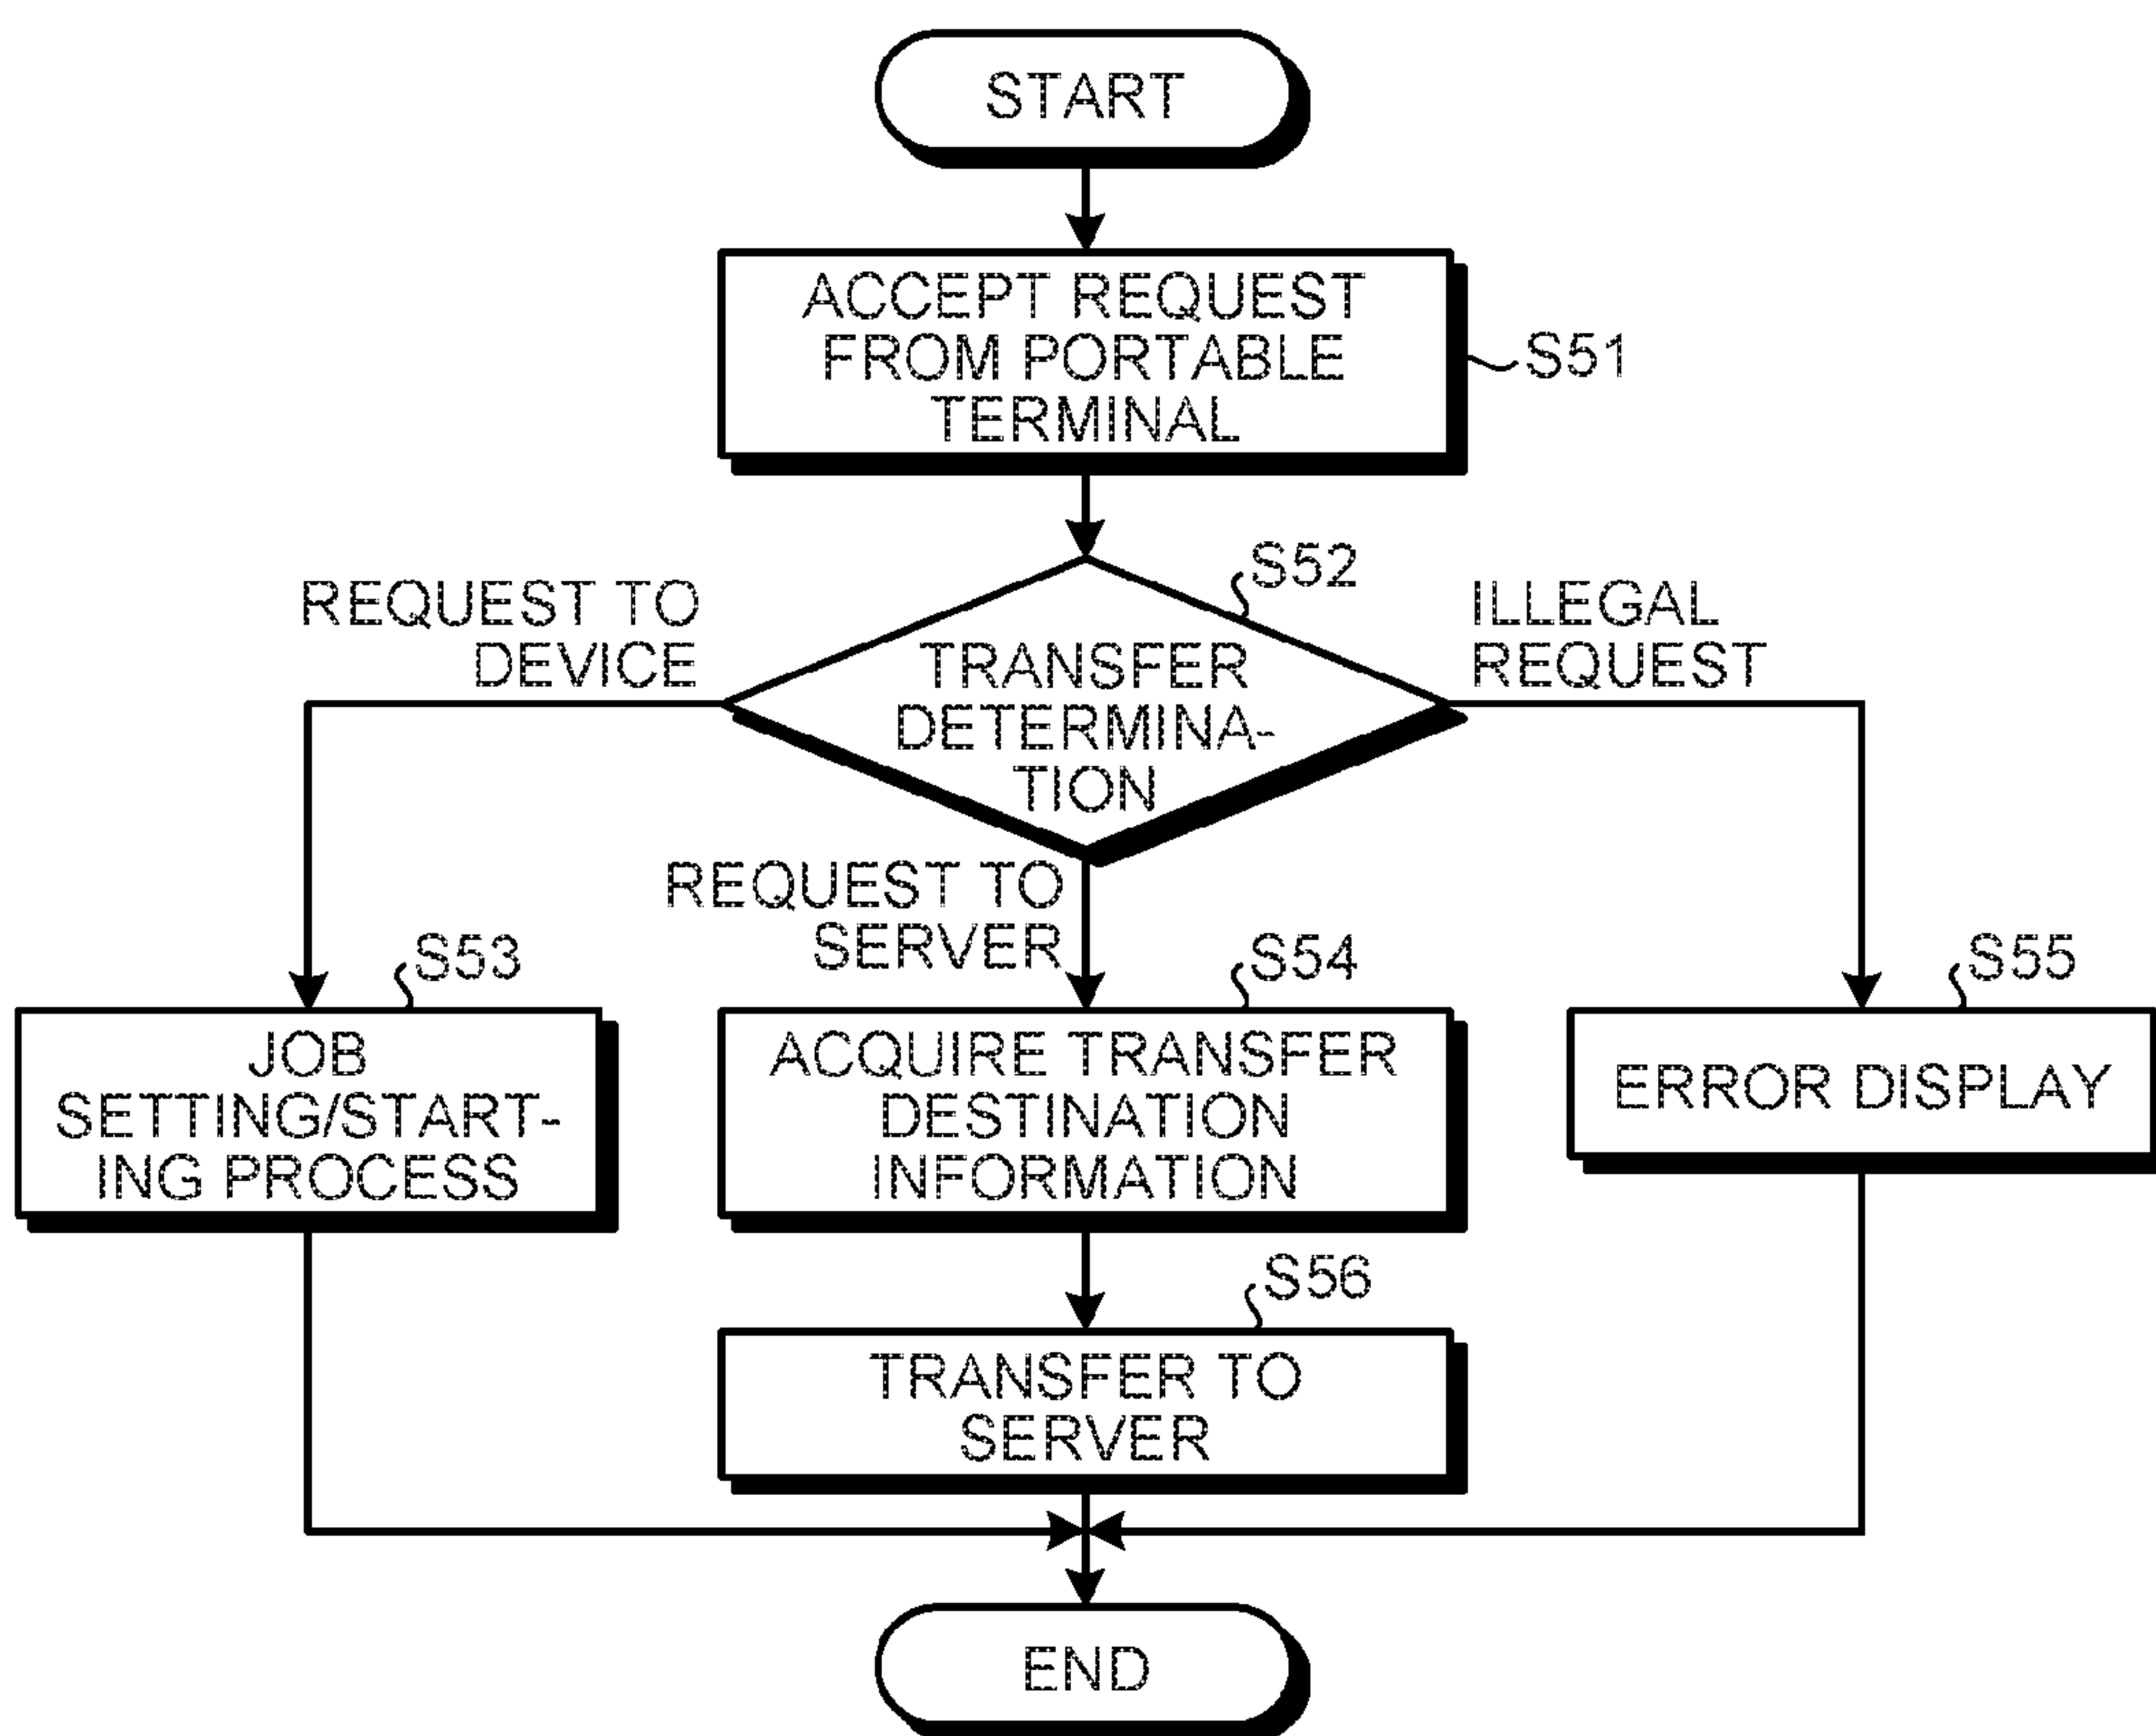 START
ACCEPT REQUEST
FROM PORTABLE
TERMINAL
S51
S52
REQUEST TO
DEVICE
TRANSFER
DETERMINA-
TION
ILLEGAL
REQUEST
REQUEST TO
SERVER
S53
JOB
SETTING/START-
ING PROCESS
S54
ACQUIRE TRANSFER
DESTINATION
INFORMATION
S55
ERROR DISPLAY
S56
TRANSFER TO
SERVER
END